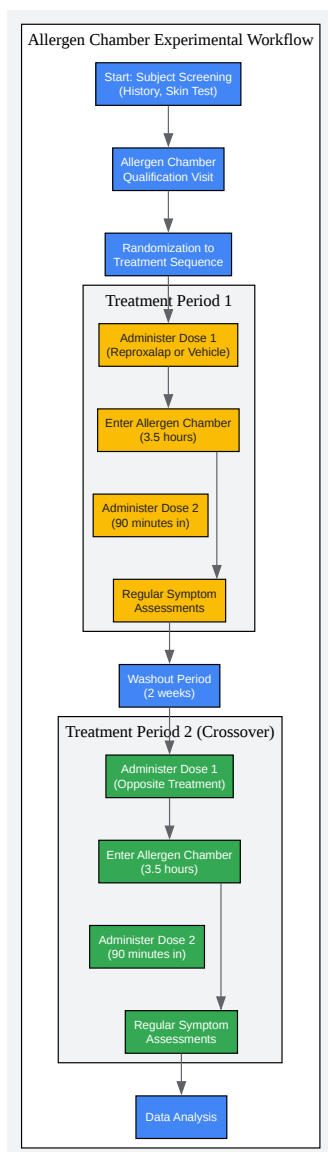 Allergen Chamber Experimental Workflow
Start: Subject Screening
(History, Skin Test)
Allergen Chamber
Qualification Visit
Randomization to
Treatment Sequence
Treatment Period 1
Administer Dose 1
(Reproxalap or Vehicle)
Enter Allergen Chamber
(3.5 hours)
Administer Dose 2
(90 minutes in)
Regular Symptom
Assessments
Washout Period
(2 weeks)
Treatment Period 2 (Crossover)
Administer Dose 1
(Opposite Treatment)
Enter Allergen Chamber
(3.5 hours)
Administer Dose 2
(90 minutes in)
Regular Symptom
Assessments
Data Analysis